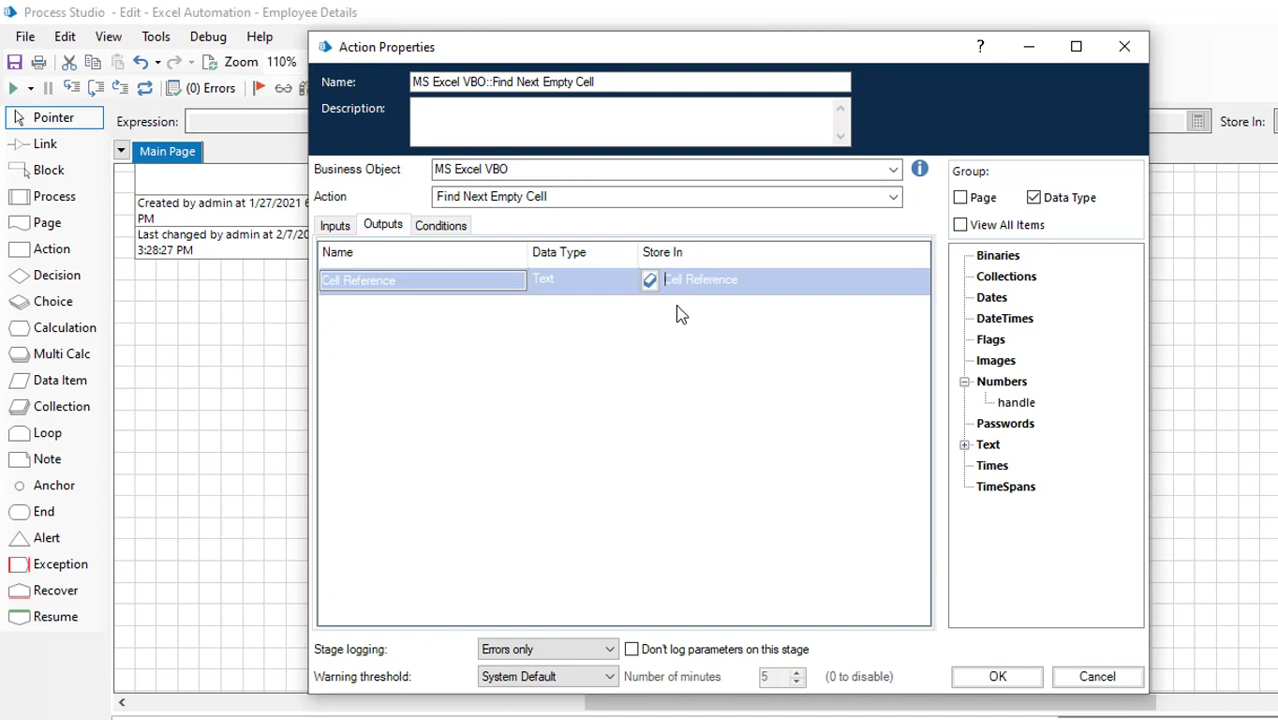 Process Studio - Edit - Excel Automation - Employee Details
File Edit View Tools Debug Help
Zoom 110%
(0) Errors
Pointer
Link
Block
Process
Page
Action
Decision
Choice
Calculation
Multi Calc
Data Item
Collection
Loop
Note
Anchor
End
Alert
Exception
Recover
Resume
Expression:
Store In:
Main Page
Created by admin at 1/27/2021 6
PM
Last changed by admin at 2/7/20
3:28:27 PM
Action Properties
?
Name: MS Excel VBO::Find Next Empty Cell
Description:
Business Object MS Excel VBO
Action Find Next Empty Cell
Inputs Outputs Conditions
Name Data Type Store In
Cell Reference Text Cell Reference
Group:
Page Data Type
View All Items
Binaries
Collections
Dates
DateTimes
Flags
Images
Numbers
handle
Passwords
Text
Times
TimeSpans
Stage logging: Errors only Don't log parameters on this stage
Warning threshold: System Default Number of minutes 5 (0 to disable)
OK Cancel